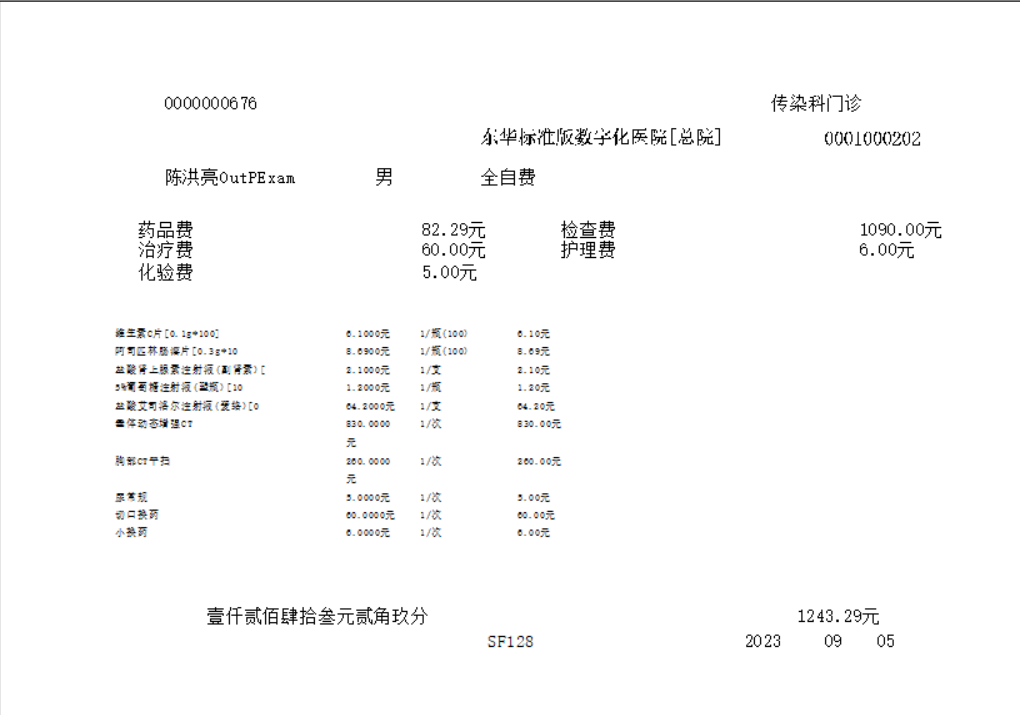 0000000676 传染科门诊
东华标准版数字化医院[总院] 0001000202
陈洪亮OutPExam 男 全自费
药品费 82.29元 检查费 1090.00元
治疗费 60.00元 护理费 6.00元
化验费 5.00元
维生素C片[0.1g*100] 6.1000元 1/瓶(100) 6.10元
阿司匹林肠溶片[0.3g*10 8.6900元 1/瓶(100) 8.69元
盐酸肾上腺素注射液(副肾素)[ 2.1000元 1/支 2.10元
5%葡萄糖注射液(塑瓶)[10 1.2000元 1/瓶 1.20元
盐酸艾司洛尔注射液(爱络)[0 64.2000元 1/支 64.20元
垂体动态增强CT 830.0000 1/次 830.00元
元
胸部CT平扫 260.0000 1/次 260.00元
元
尿常规 5.0000元 1/次 5.00元
切口换药 60.0000元 1/次 60.00元
小换药 6.0000元 1/次 6.00元
壹仟贰佰肆拾叁元贰角玖分 1243.29元
SF128 2023 09 05